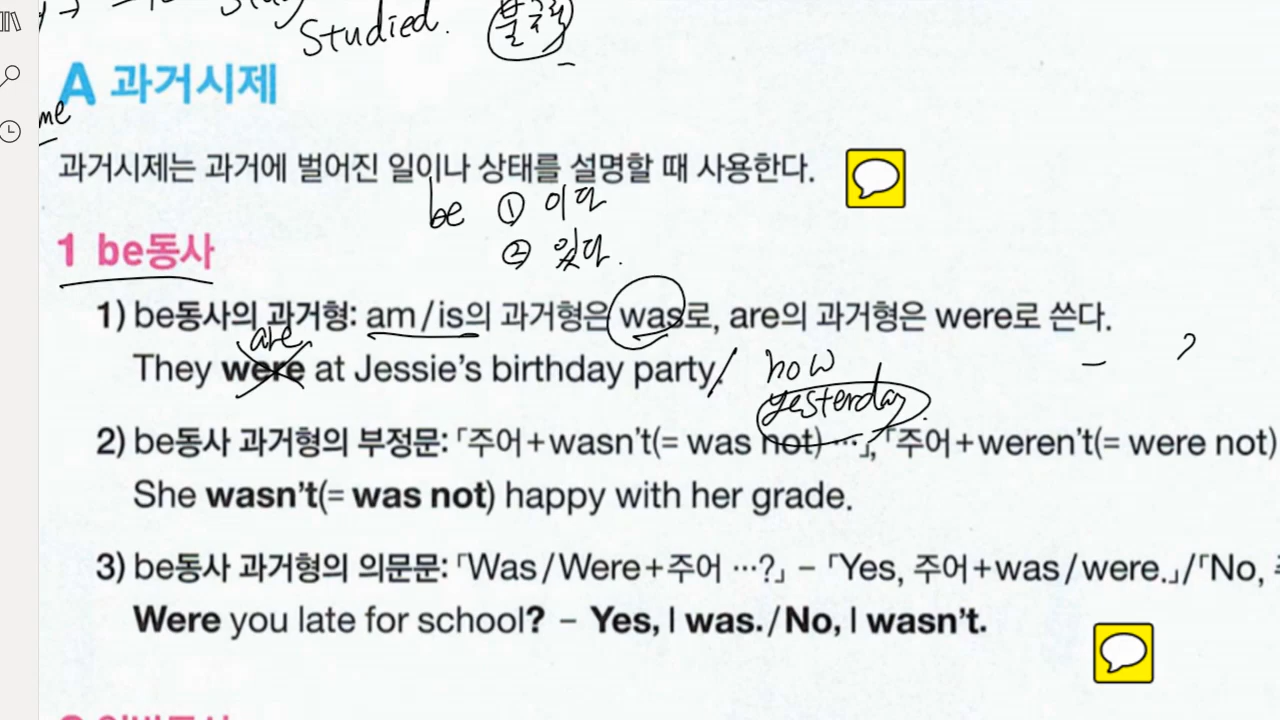 Studied. 불규칙
A 과거시제
과거시제는 과거에 벌어진 일이나 상태를 설명할 때 사용한다.
be ① 이다
② 있다.
1 be동사
1) be동사의 과거형: am/is의 과거형은 was로, are의 과거형은 were로 쓴다.
are
They were at Jessie's birthday party. now
yesterday.
2) be동사 과거형의 부정문: 「주어+wasn't(= was not) …」, 「주어+weren't(= were not)
She wasn't(= was not) happy with her grade.
3) be동사 과거형의 의문문: 「Was/Were+주어 …?」 – 「Yes, 주어+was/were.」/「No,
Were you late for school? – Yes, I was./No, I wasn't.